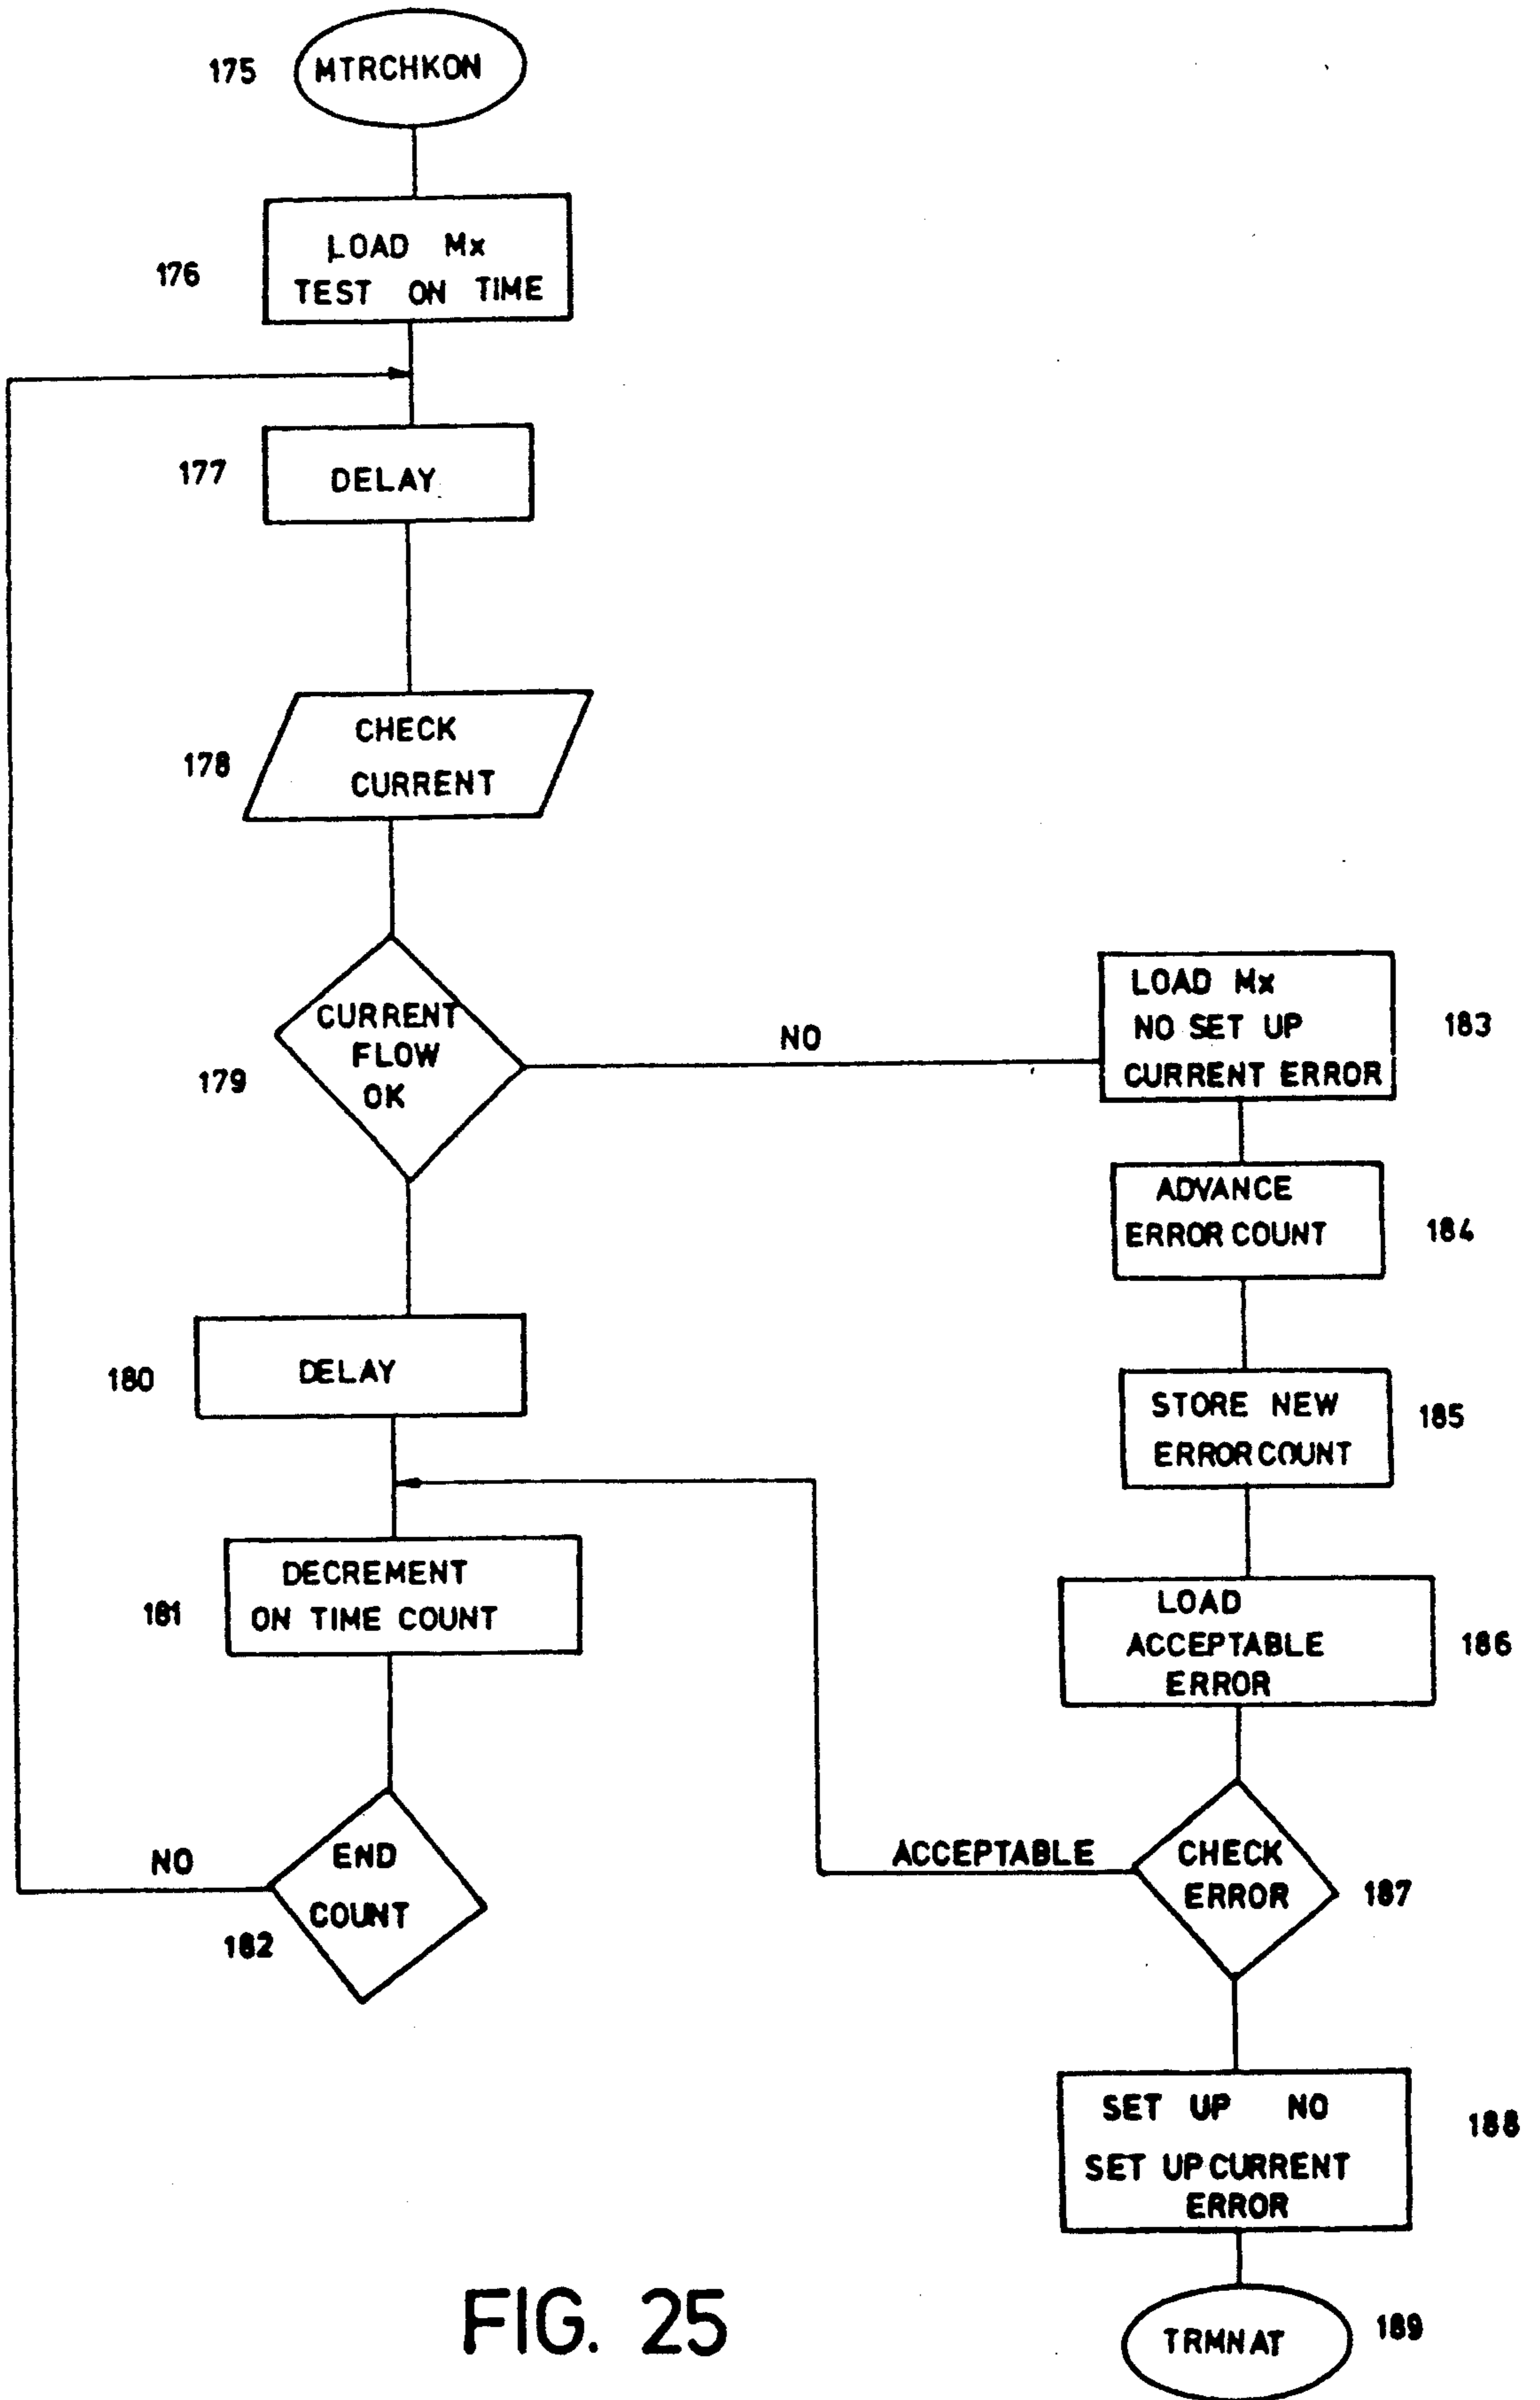 175
MTRCHKON
176
LOAD Mx
TEST ON TIME
177
DELAY
178
CHECK
CURRENT
179
CURRENT
FLOW
OK
NO
180
DELAY
181
DECREMENT
ON TIME COUNT
182
END
COUNT
NO
183
LOAD Mx
NO SET UP
CURRENT ERROR
184
ADVANCE
ERROR COUNT
185
STORE NEW
ERROR COUNT
186
LOAD
ACCEPTABLE
ERROR
187
CHECK
ERROR
ACCEPTABLE
188
SET UP NO
SET UP CURRENT
ERROR
189
TRMNAT
FIG. 25